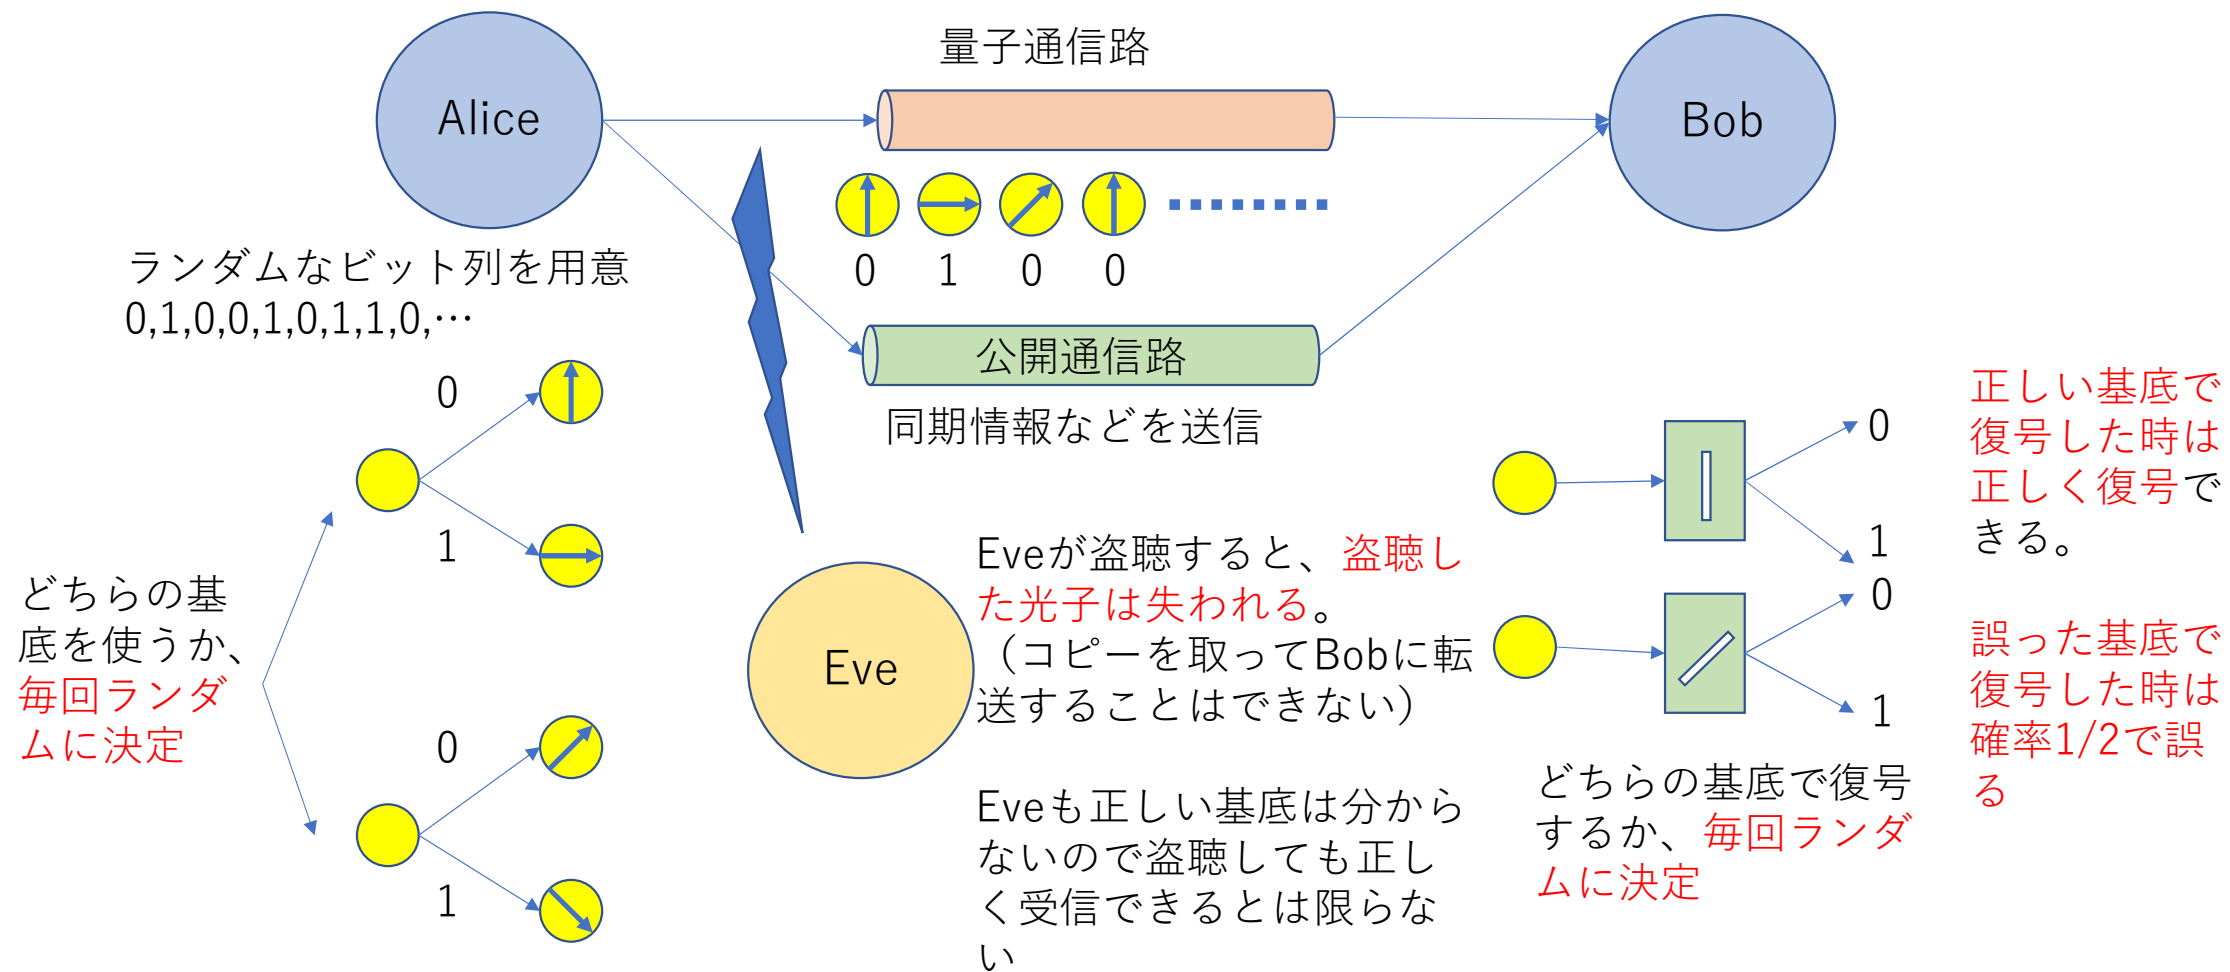 量子通信路
Alice
Bob
0
1
0
0
ランダムなビット列を用意
0,1,0,0,1,0,1,1,0,…
公開通信路
同期情報などを送信
0
1
どちらの基
底を使うか、
毎回ランダ
ムに決定
0
1
Eve
Eveが盗聴すると、盗聴し
た光子は失われる。
（コピーを取ってBobに転
送することはできない）
Eveも正しい基底は分から
ないので盗聴しても正し
く受信できるとは限らな
い
0
1
0
1
どちらの基底で復号
するか、毎回ランダ
ムに決定
正しい基底で
復号した時は
正しく復号で
きる。
誤った基底で
復号した時は
確率1/2で誤
る